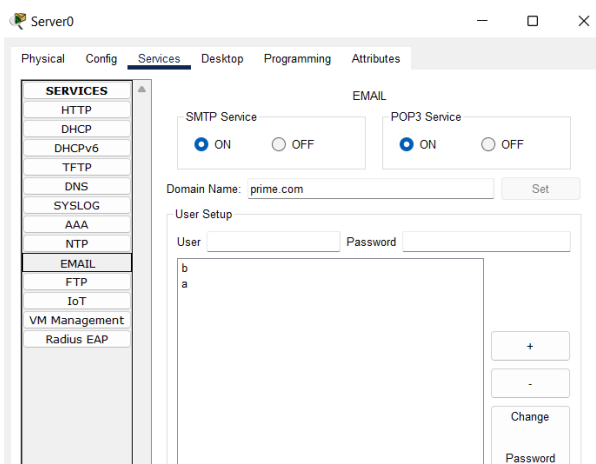 Server0
Physical Config Services Desktop Programming Attributes
SERVICES
HTTP
DHCP
DHCPv6
TFTP
DNS
SYSLOG
AAA
NTP
EMAIL
FTP
IoT
VM Management
Radius EAP
EMAIL
SMTP Service
ON OFF
POP3 Service
ON OFF
Domain Name: prime.com Set
User Setup
User Password
b
a
+
-
Change
Password